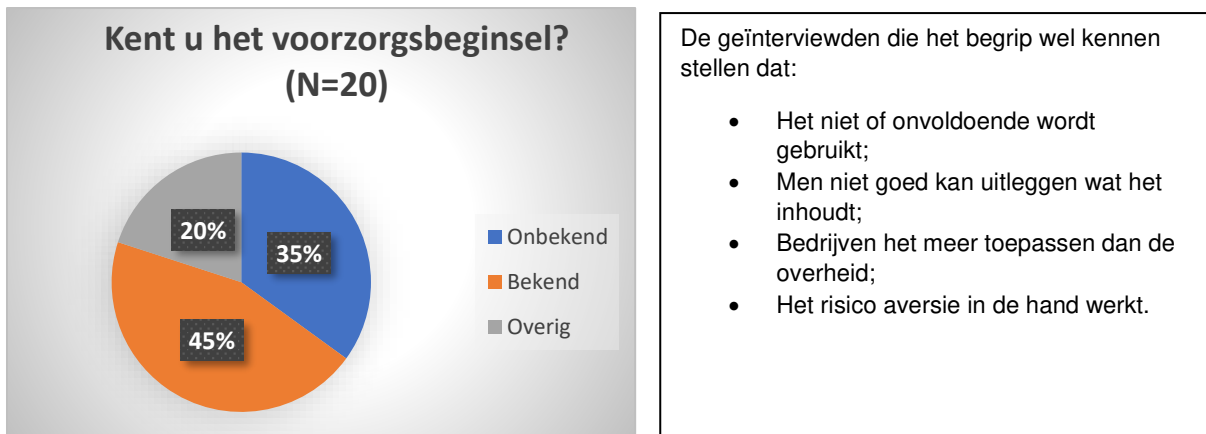 Kent u het voorzorgsbeginsel?
(N=20)
20%
35%
45%
Onbekend
Bekend
Overig
De geïnterviewden die het begrip wel kennen
stellen dat:
• Het niet of onvoldoende wordt
gebruikt;
• Men niet goed kan uitleggen wat het
inhoudt;
• Bedrijven het meer toepassen dan de
overheid;
• Het risico aversie in de hand werkt.